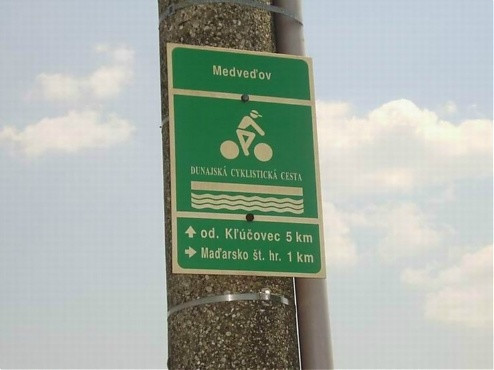 Medveďov
DUNAJSKÁ CYKLISTICKÁ CESTA
od. Kľúčovec 5 km
Maďarsko št. hr. 1 km